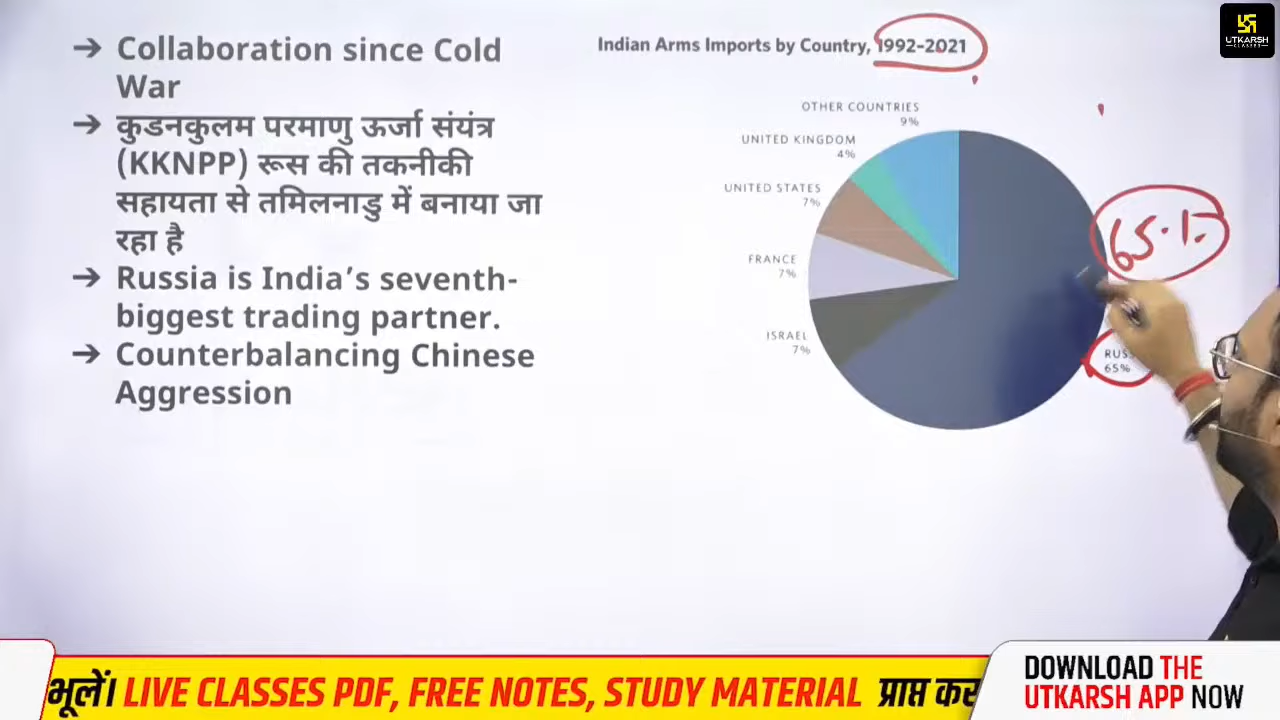 → Collaboration since Cold
War
→ कुडनकुलम परमाणु ऊर्जा संयंत्र
(KKNPP) रूस की तकनीकी
सहायता से तमिलनाडु में बनाया जा
रहा है
→ Russia is India's seventh-
biggest trading partner.
→ Counterbalancing Chinese
Aggression
Indian Arms Imports by Country, 1992–2021
OTHER COUNTRIES
9%
UNITED KINGDOM
4%
UNITED STATES
7%
FRANCE
7%
ISRAEL
7%
65%
RUSS
65%
UTKARSH
CLASSES
भूलें। LIVE CLASSES PDF, FREE NOTES, STUDY MATERIAL प्राप्त कर
DOWNLOAD THE
UTKARSH APP NOW